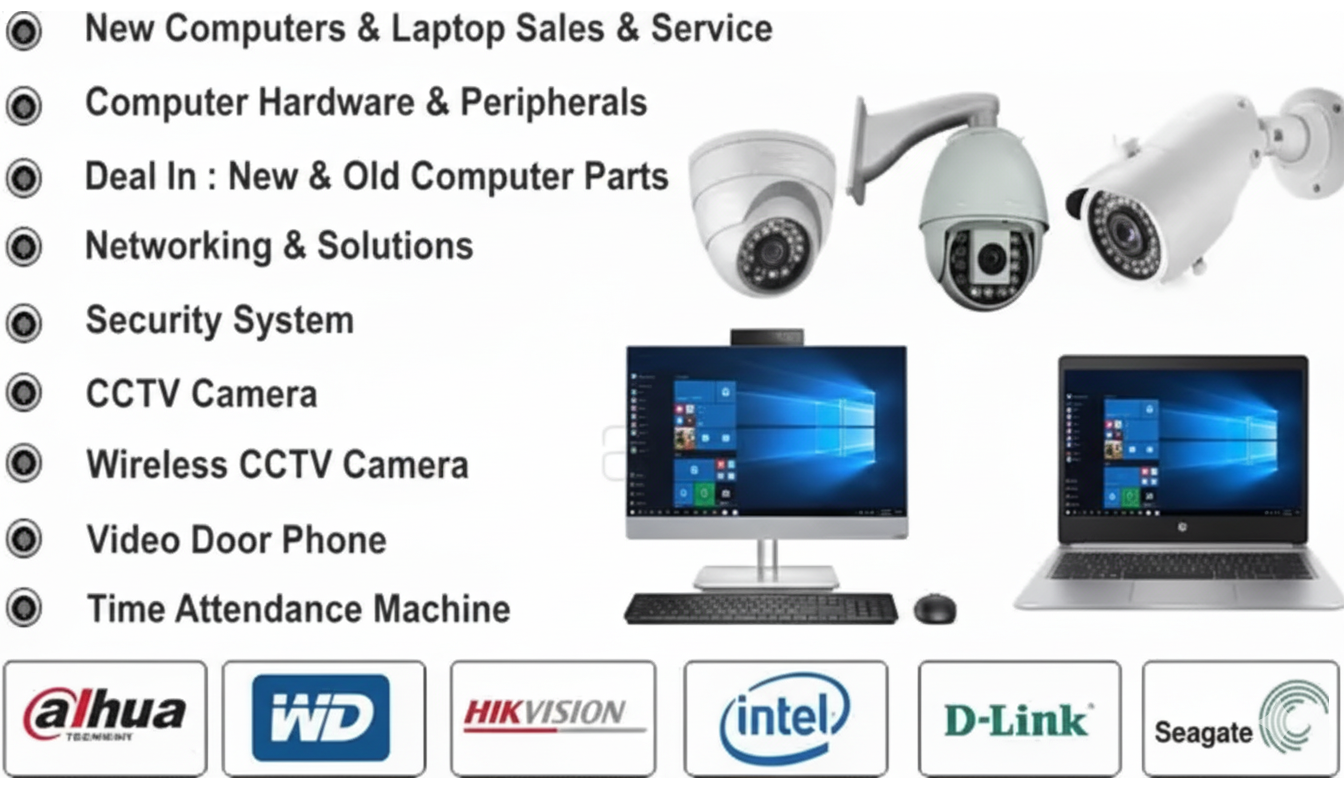 New Computers & Laptop Sales & Service
Computer Hardware & Peripherals
Deal In : New & Old Computer Parts
Networking & Solutions
Security System
CCTV Camera
Wireless CCTV Camera
Video Door Phone
Time Attendance Machine
alhua
WD
HIKVISION
intel
D-Link
Seagate